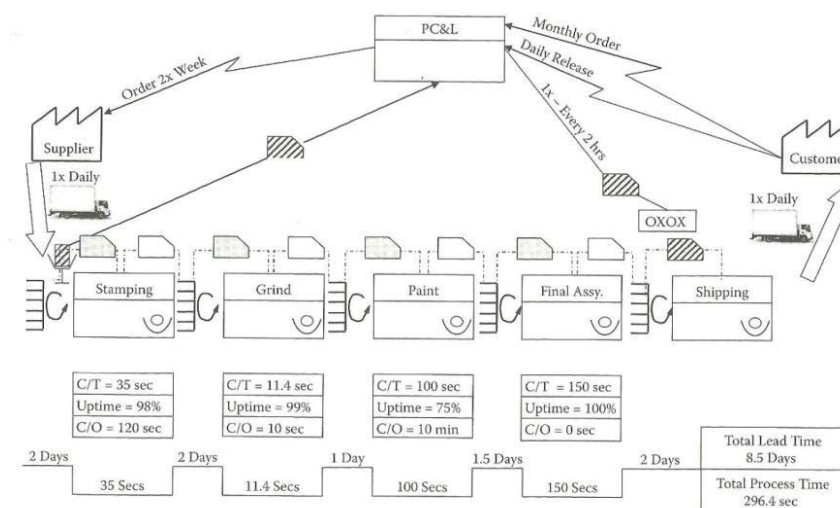 PC&L
Monthly Order
Daily Release
Order 2x Week
1x – Every 2 hrs
Supplier
Custome
1x Daily
1x Daily
OXOX
Stamping
Grind
Paint
Final Assy.
Shipping
C/T = 35 sec
Uptime = 98%
C/O = 120 sec
C/T = 11.4 sec
Uptime = 99%
C/O = 10 sec
C/T = 100 sec
Uptime = 75%
C/O = 10 min
C/T = 150 sec
Uptime = 100%
C/O = 0 sec
2 Days
2 Days
1 Day
1.5 Days
2 Days
35 Secs
11.4 Secs
100 Secs
150 Secs
Total Lead Time
8.5 Days
Total Process Time
296.4 sec